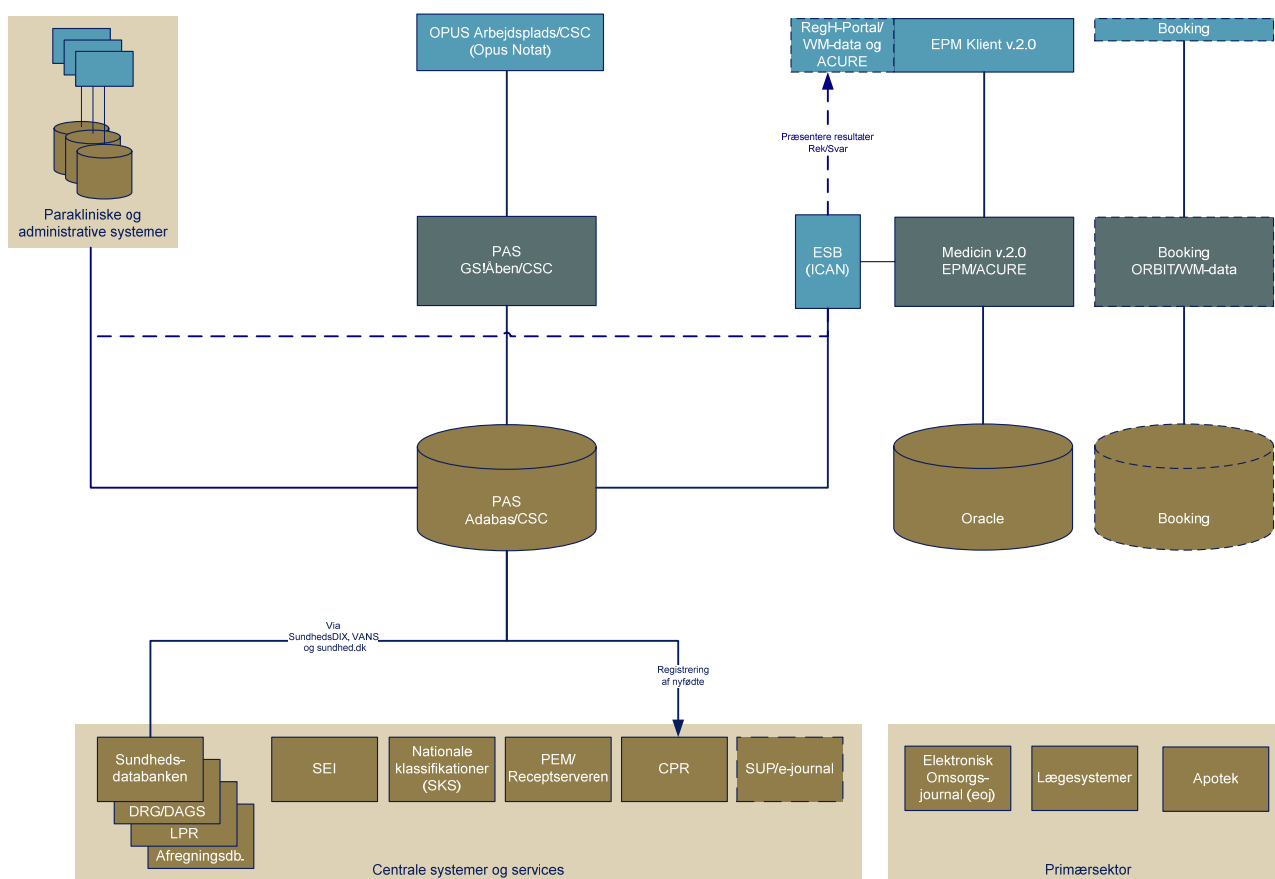 OPUS Arbejdsplads/CSC
(Opus Notat)
RegH-Portal/
WM-data og
ACURE
EPM Klient v.2.0
Booking
Præsentere resultater
Rek/Svar
Parakliniske og
administrative systemer
PAS
GS!Åben/CSC
ESB
(ICAN)
Medicin v.2.0
EPM/ACURE
Booking
ORBIT/WM-data
PAS
Adabas/CSC
Oracle
Booking
Via
SundhedsDIX, VANS
og sundhed.dk
Registrering
af nyfødte
Sundheds-
databanken
DRG/DAGS
LPR
Afregningsdb.
SEI
Nationale
klassifikationer
(SKS)
PEM/
Receptserveren
CPR
SUP/e-journal
Centrale systemer og services
Elektronisk
Omsorgs-
journal (eoj)
Lægesystemer
Apotek
Primærsektor